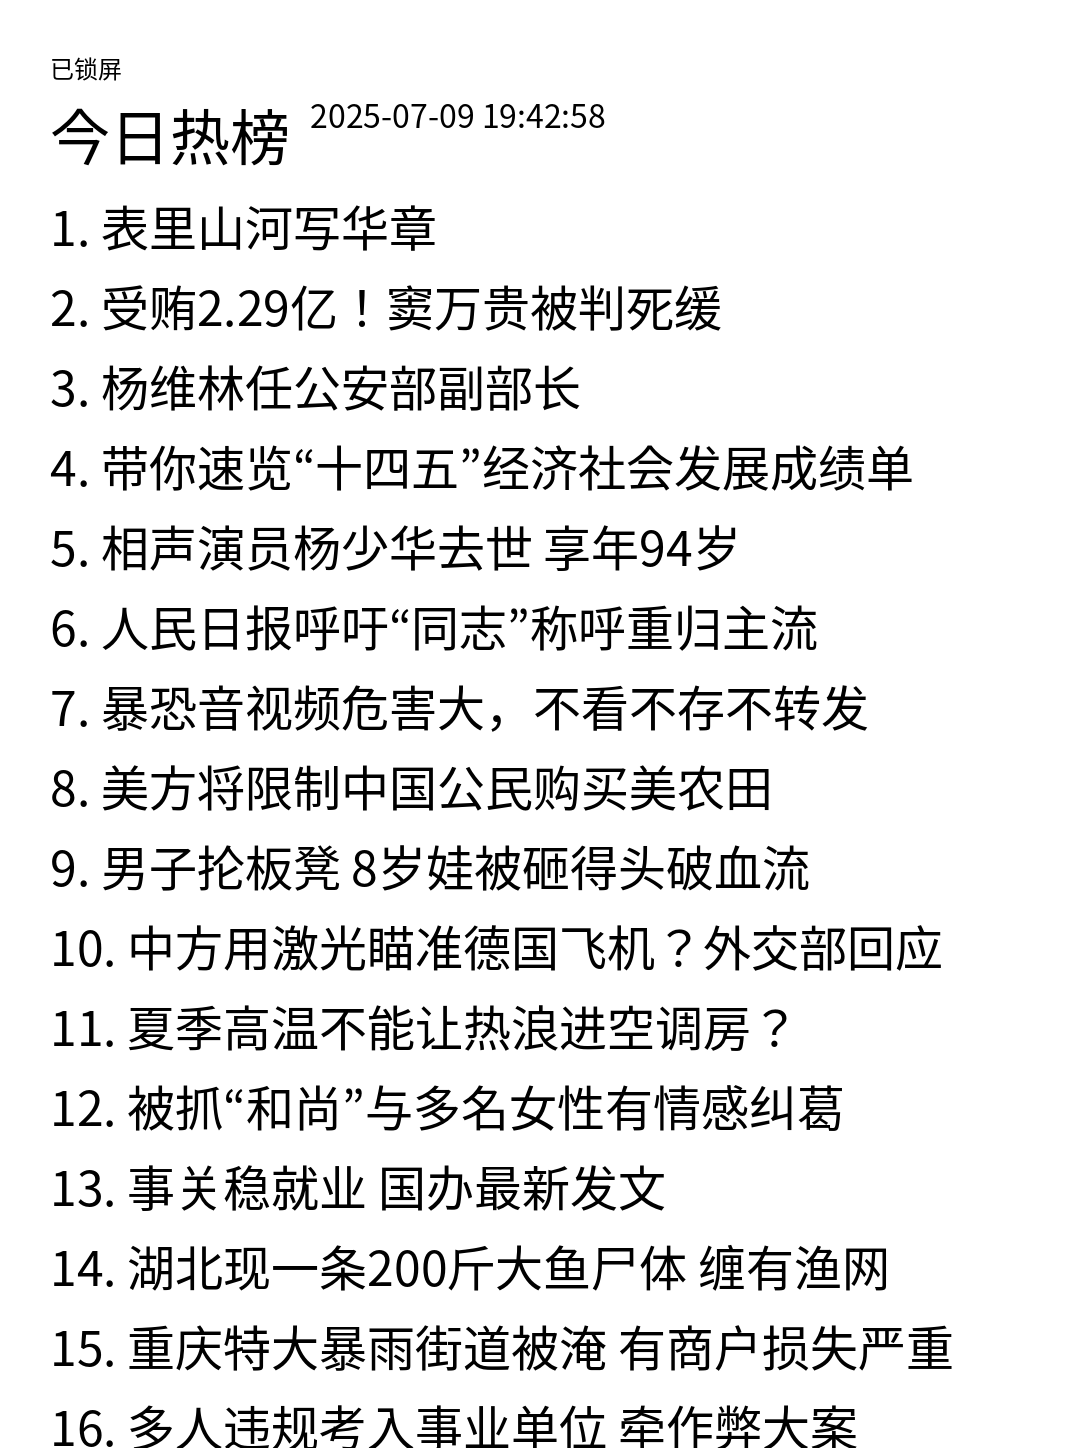 已锁屏
今日热榜 2025-07-09 19:42:58
1. 表里山河写华章
2. 受贿2.29亿！窦万贵被判死缓
3. 杨维林任公安部副部长
4. 带你速览“十四五”经济社会发展成绩单
5. 相声演员杨少华去世 享年94岁
6. 人民日报呼吁“同志”称呼重归主流
7. 暴恐音视频危害大，不看不存不转发
8. 美方将限制中国公民购买美农田
9. 男子抡板凳 8岁娃被砸得头破血流
10. 中方用激光瞄准德国飞机？外交部回应
11. 夏季高温不能让热浪进空调房？
12. 被抓“和尚”与多名女性有情感纠葛
13. 事关稳就业 国办最新发文
14. 湖北现一条200斤大鱼尸体 缠有渔网
15. 重庆特大暴雨街道被淹 有商户损失严重
16. 多人违规考入事业单位 牵作弊大案